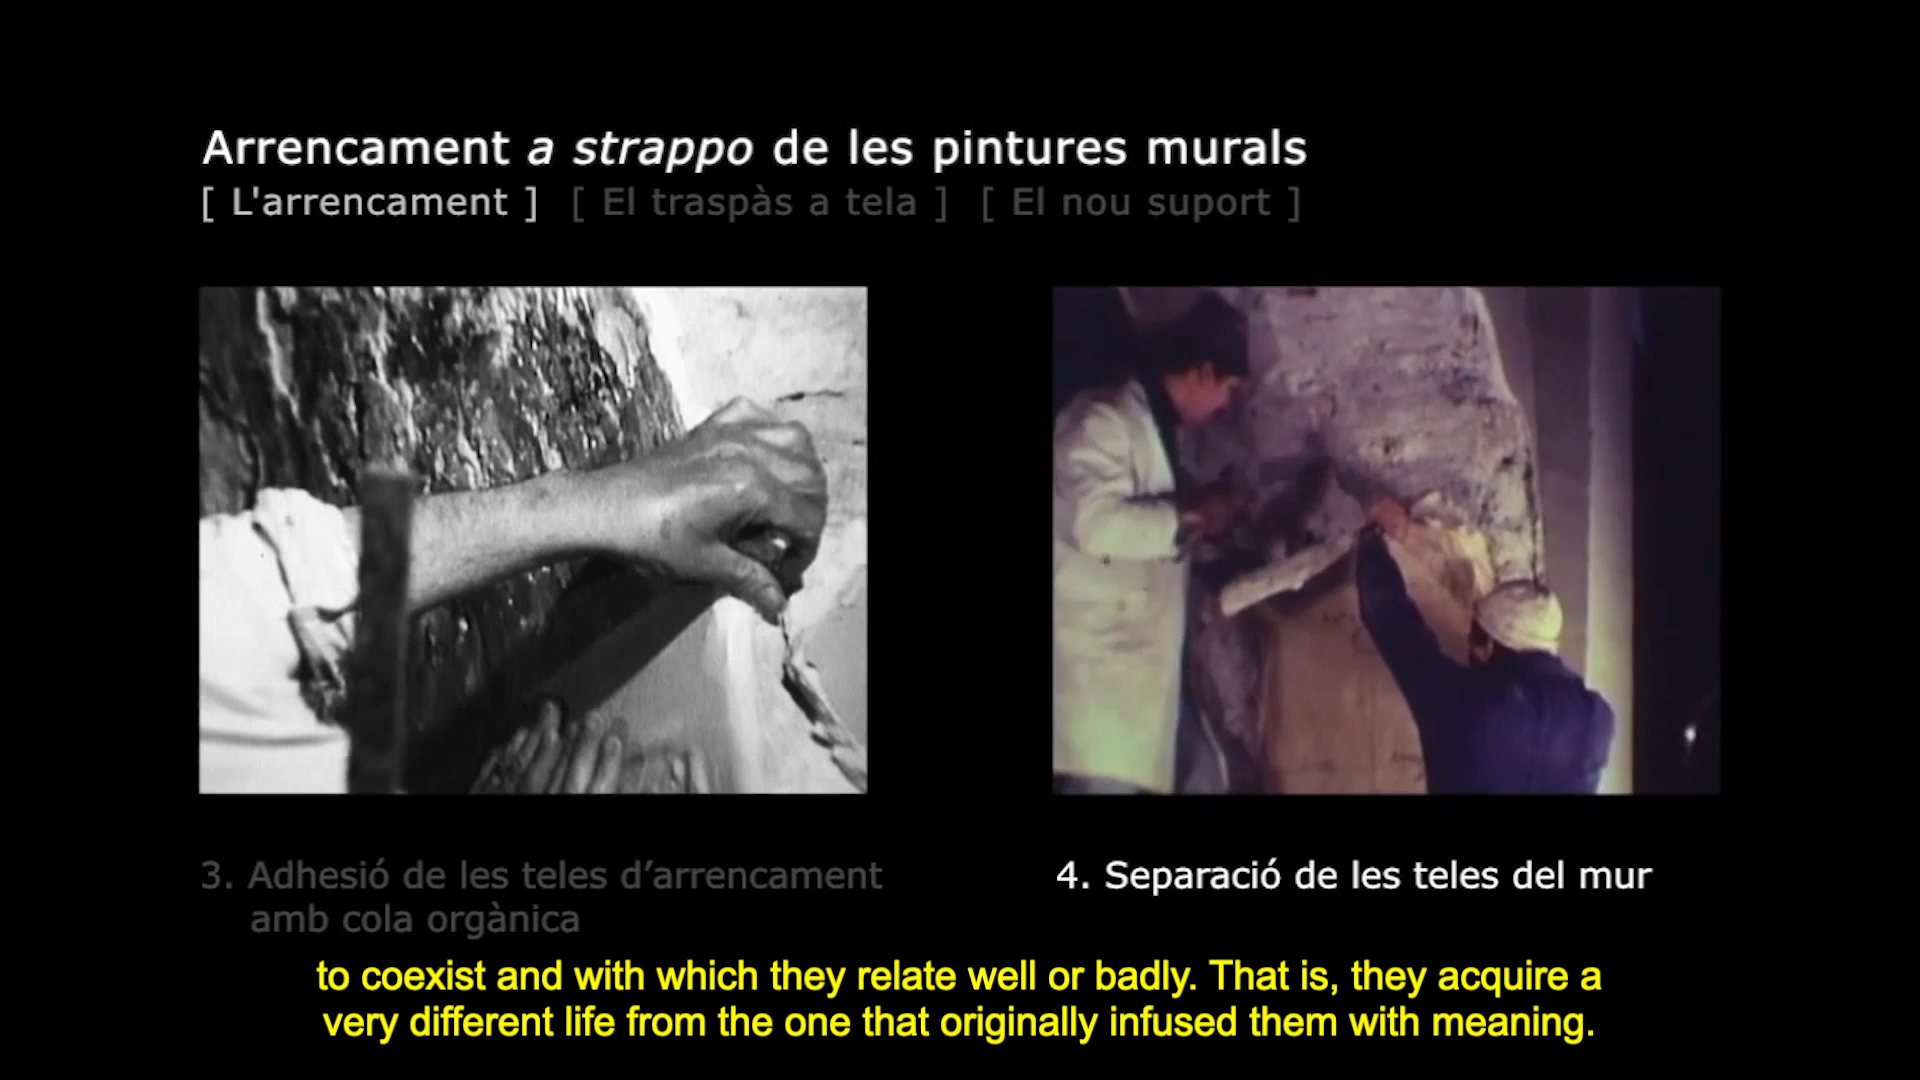 Arrencament a strappo de les pintures murals
[ L'arrencament ] [ El traspàs a tela ] [ El nou suport ]
3. Adhesió de les teles d’arrencament
amb cola orgànica
4. Separació de les teles del mur
to coexist and with which they relate well or badly. That is, they acquire a
very different life from the one that originally infused them with meaning.